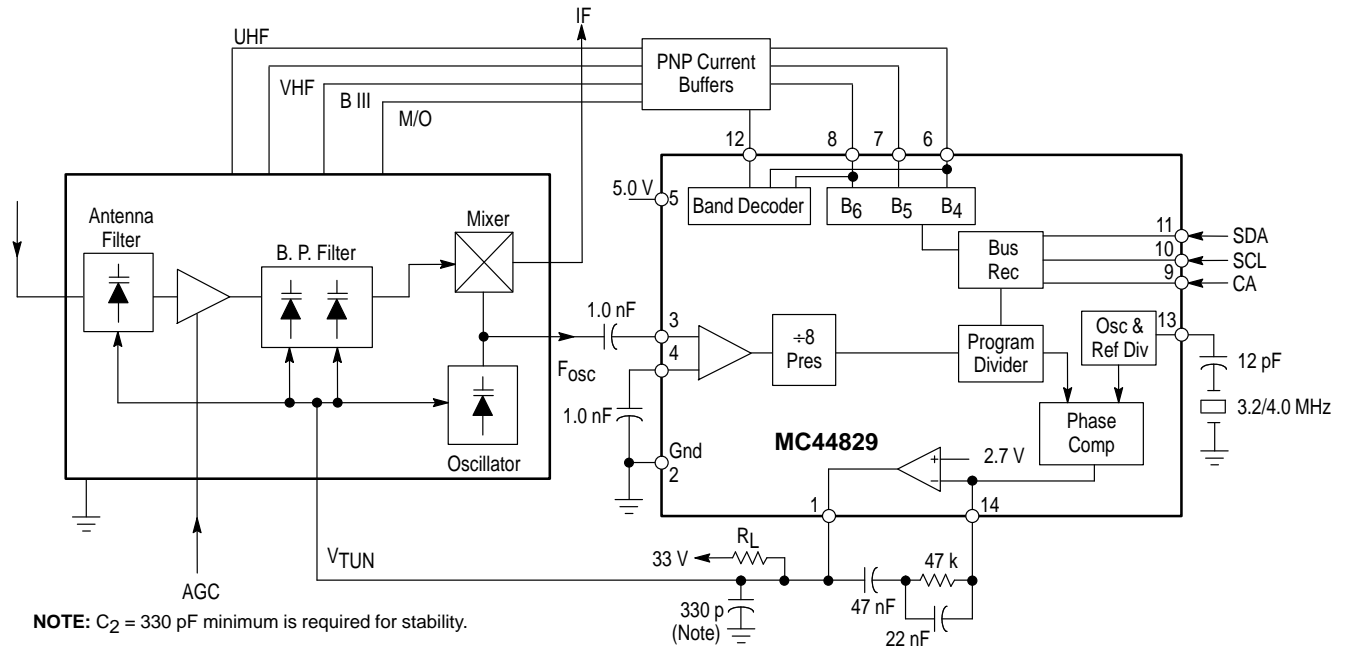 IF
UHF
VHF
B III
M/O
PNP Current
Buffers
12
8
7
6
5.0 V
5
Band Decoder
B6
B5
B4
Antenna
Filter
B. P. Filter
Mixer
Bus
Rec
11
SDA
10
SCL
9
CA
1.0 nF
3
4
÷8
Pres
Program
Divider
Osc &
Ref Div
13
12 pF
3.2/4.0 MHz
Fosc
1.0 nF
Phase
Comp
MC44829
Oscillator
Gnd
2
+
−
2.7 V
1
14
VTUN
33 V
RL
47 k
47 nF
22 nF
330 p
(Note)
AGC
NOTE: C2 = 330 pF minimum is required for stability.